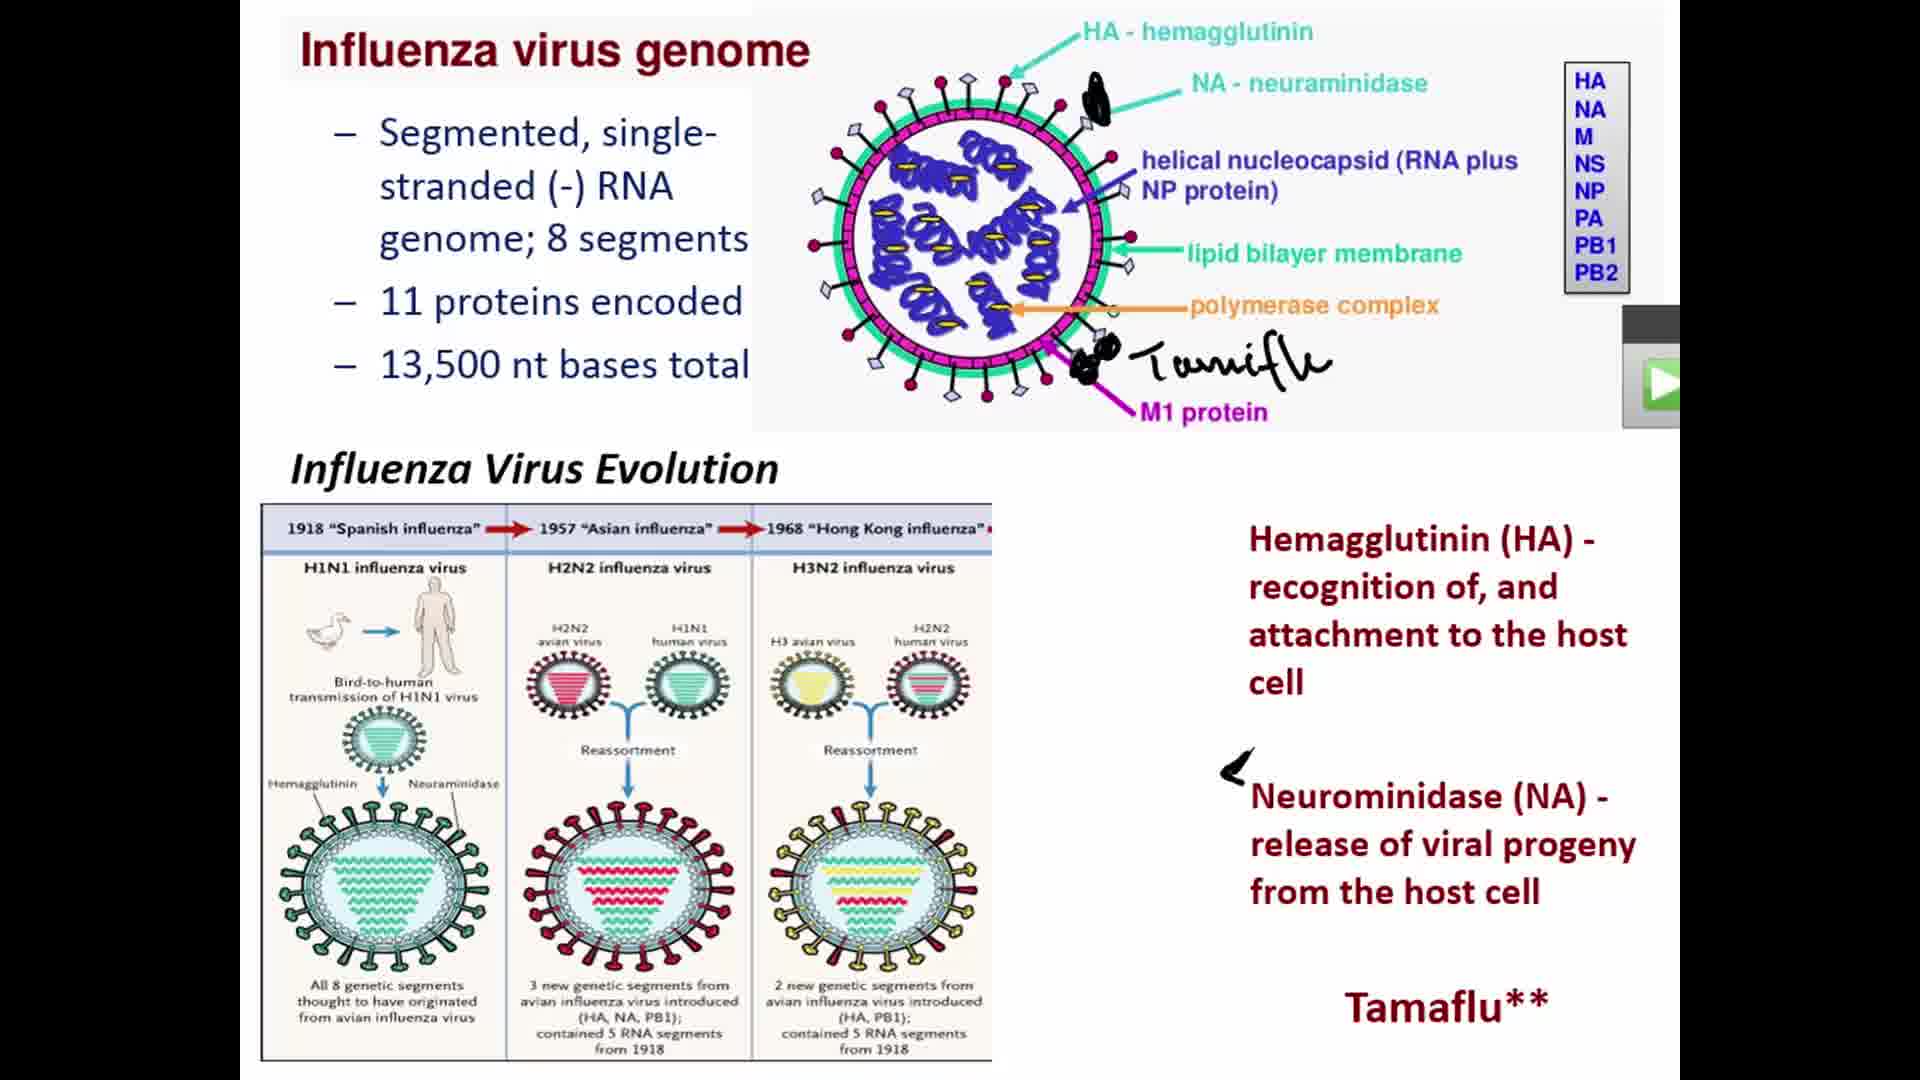 Influenza virus genome
– Segmented, single-
stranded (-) RNA
genome; 8 segments
– 11 proteins encoded
– 13,500 nt bases total
HA - hemagglutinin
NA - neuraminidase
helical nucleocapsid (RNA plus
NP protein)
lipid bilayer membrane
polymerase complex
Tamiflu
M1 protein
HA
NA
M
NS
NP
PA
PB1
PB2
Influenza Virus Evolution
1918 “Spanish influenza”
H1N1 influenza virus
Bird-to-human
transmission of H1N1 virus
Hemagglutinin
Neuraminidase
All 8 genetic segments
thought to have originated
from avian influenza virus
1957 “Asian influenza”
H2N2 influenza virus
H2N2
avian virus
H1N1
human virus
Reassortment
3 new genetic segments from
avian influenza virus introduced
(HA, NA, PB1);
contained 5 RNA segments
from 1918
1968 “Hong Kong influenza”
H3N2 influenza virus
H3 avian virus
H2N2
human virus
Reassortment
2 new genetic segments from
avian influenza virus introduced
(HA, PB1);
contained 5 RNA segments
from 1918
Hemagglutinin (HA) -
recognition of, and
attachment to the host
cell
Neurominidase (NA) -
release of viral progeny
from the host cell
Tamaflu**